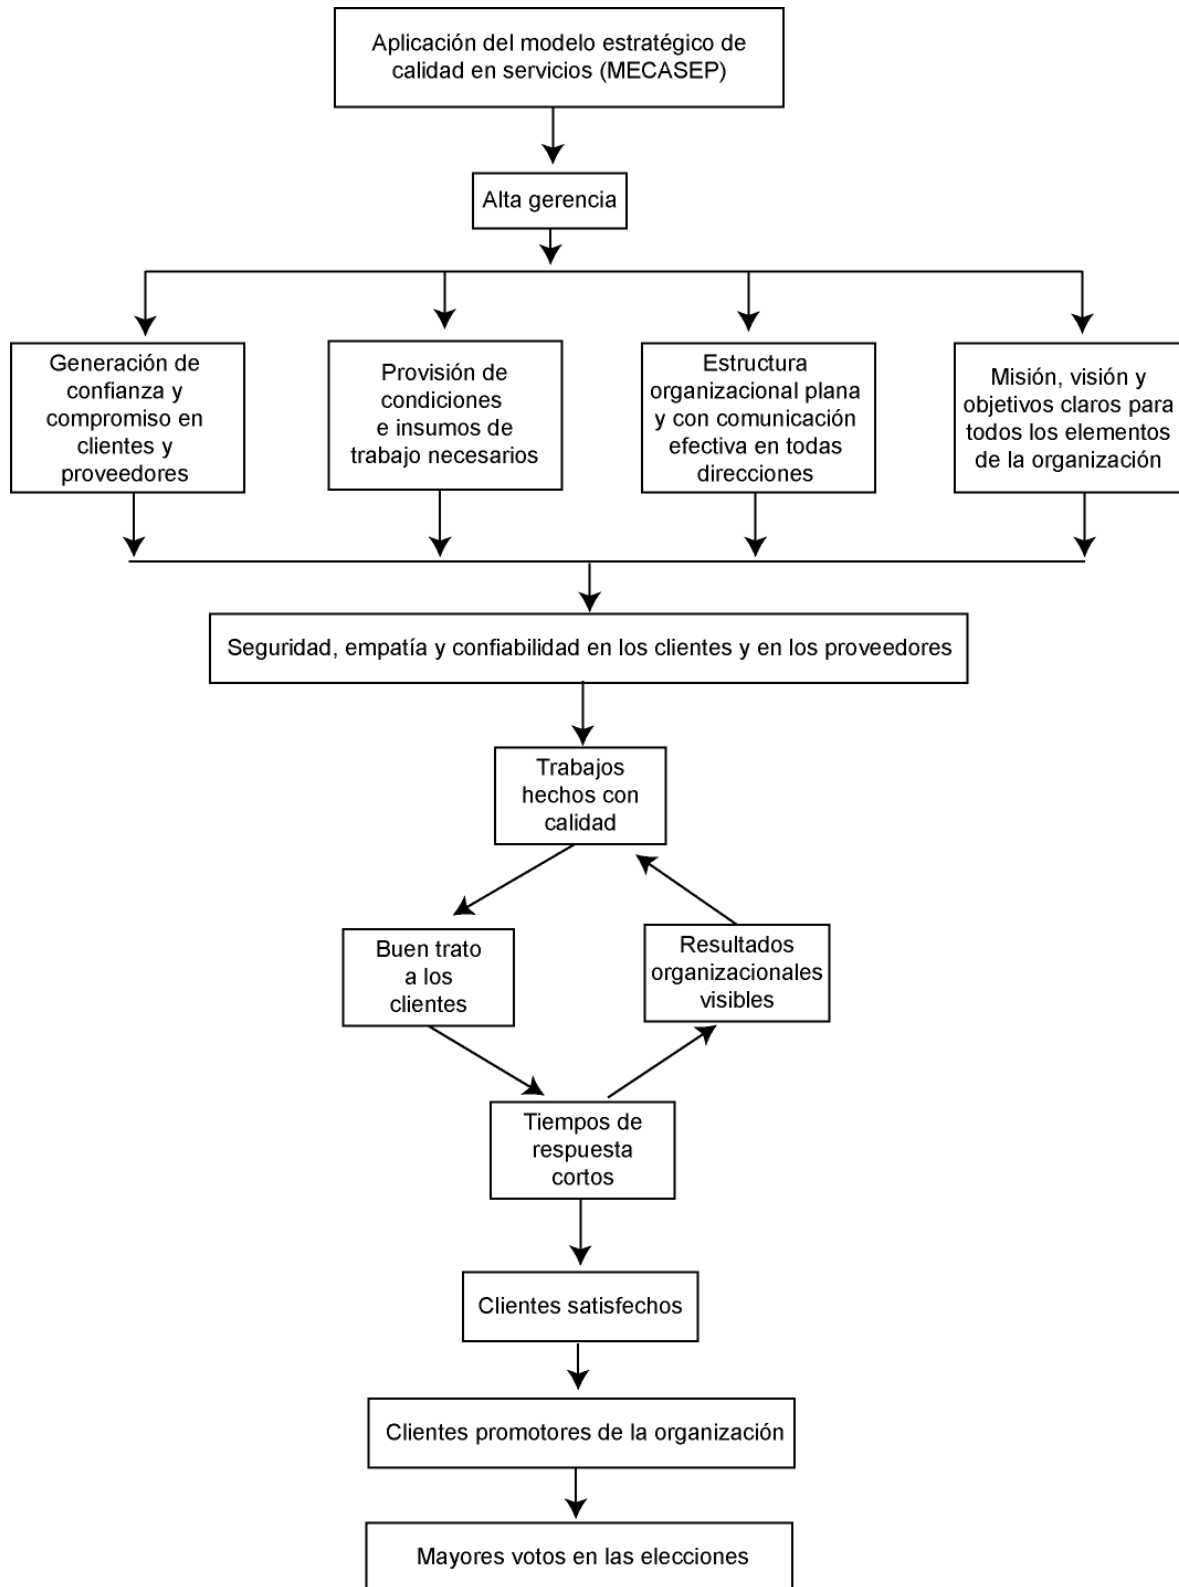 Aplicación del modelo estratégico de
calidad en servicios (MECASEP)
Alta gerencia
Generación de
confianza y
compromiso en
clientes y
proveedores
Provisión de
condiciones
e insumos de
trabajo necesarios
Estructura
organizacional plana
y con comunicación
efectiva en todas
direcciones
Misión, visión y
objetivos claros para
todos los elementos
de la organización
Seguridad, empatía y confiabilidad en los clientes y en los proveedores
Trabajos
hechos con
calidad
Buen trato
a los
clientes
Resultados
organizacionales
visibles
Tiempos de
respuesta
cortos
Clientes satisfechos
Clientes promotores de la organización
Mayores votos en las elecciones